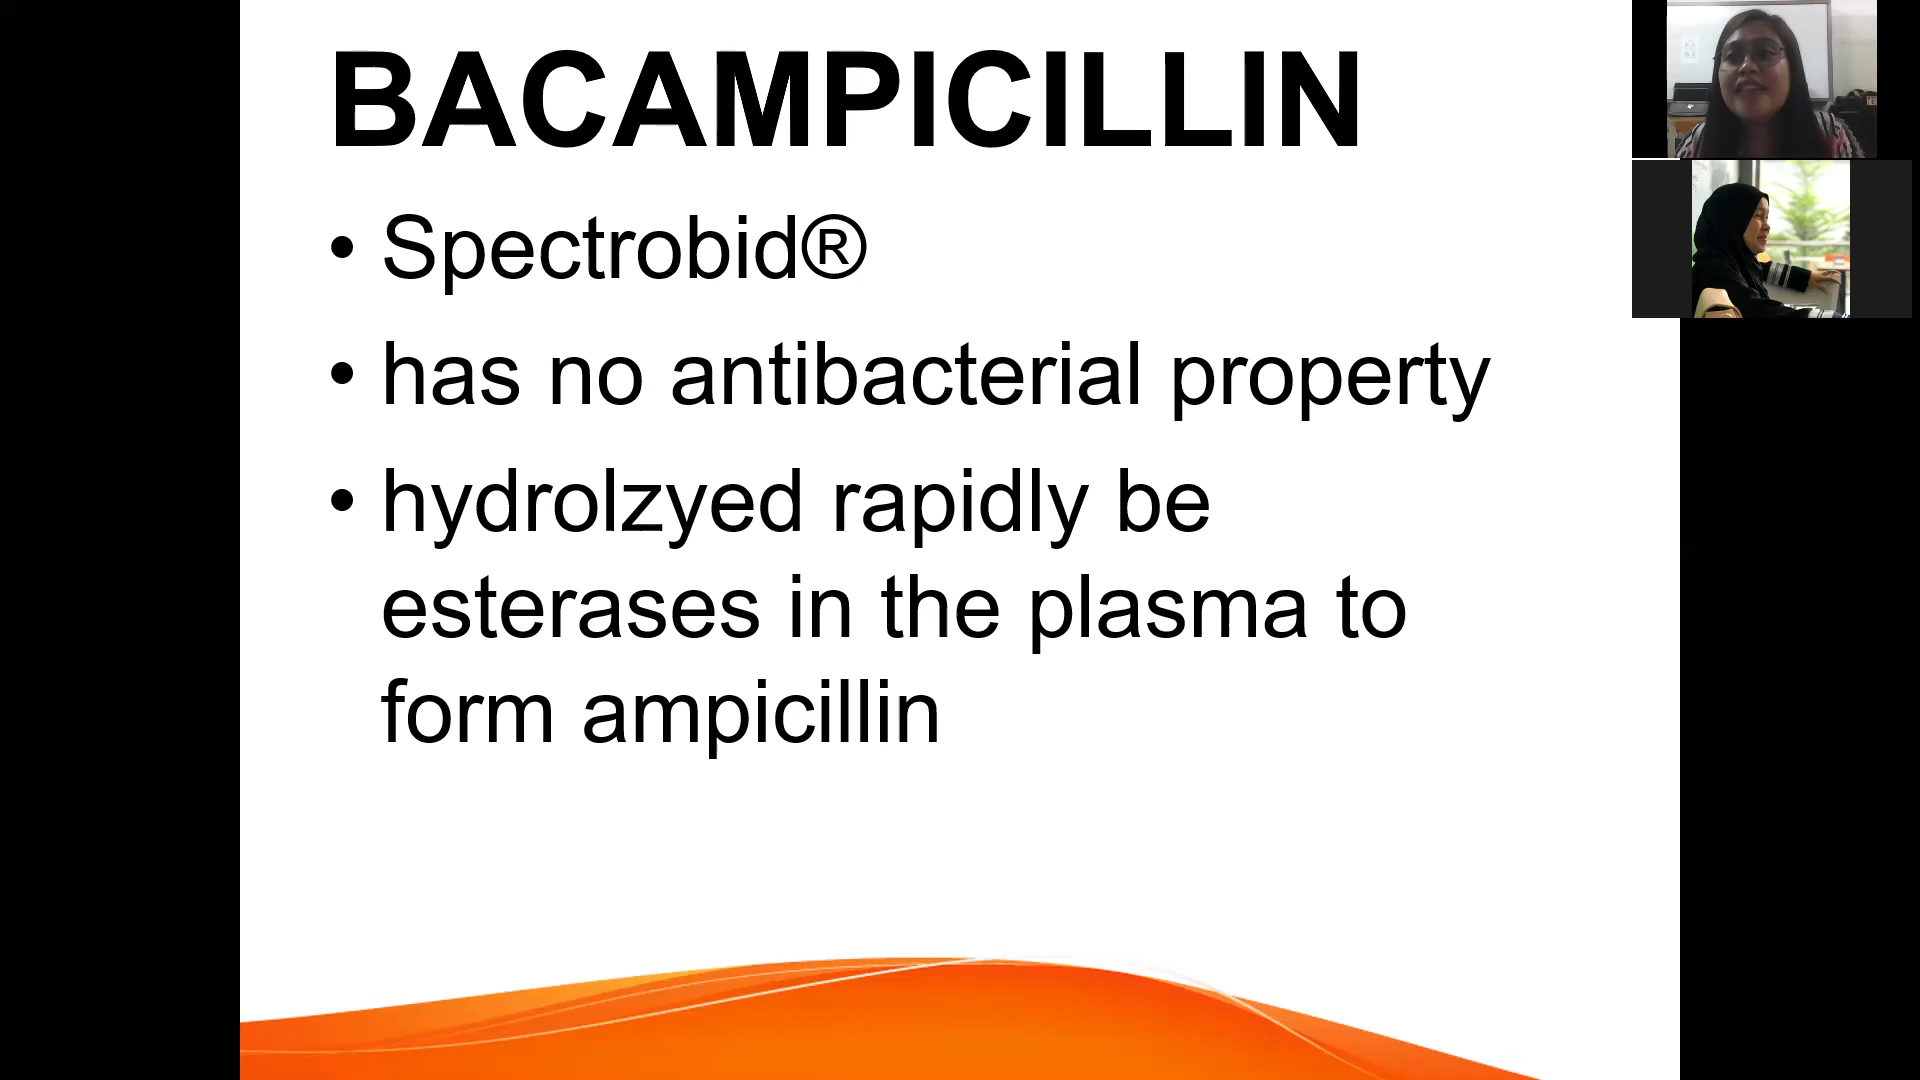 BACAMPICILLIN
• Spectrobid®
• has no antibacterial property
• hydrolzyed rapidly be
esterases in the plasma to
form ampicillin